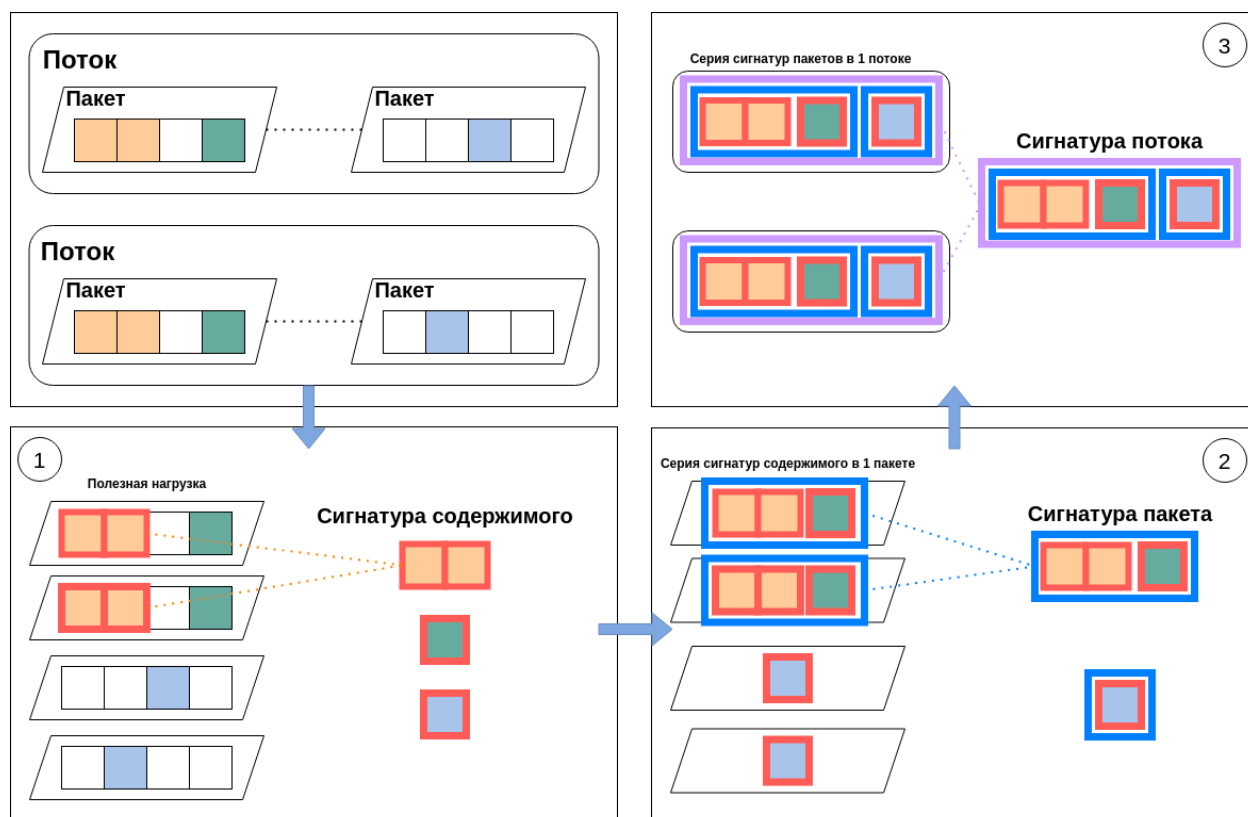 Поток
Пакет
Пакет
Поток
Пакет
Пакет
1
Полезная нагрузка
Сигнатура содержимого
2
Серия сигнатур содержимого в 1 пакете
Сигнатура пакета
3
Серия сигнатур пакетов в 1 потоке
Сигнатура потока